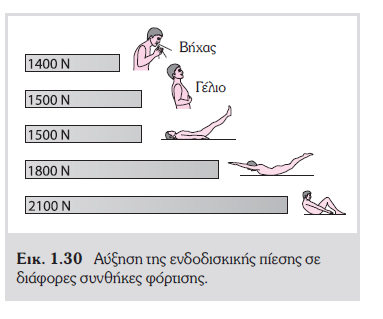 Βήχας
1400 N
Γέλιο
1500 N
1500 N
1800 N
2100 N
Εικ. 1.30 Αύξηση της ενδοδισκικής πίεσης σε
διάφορες συνθήκες φόρτισης.